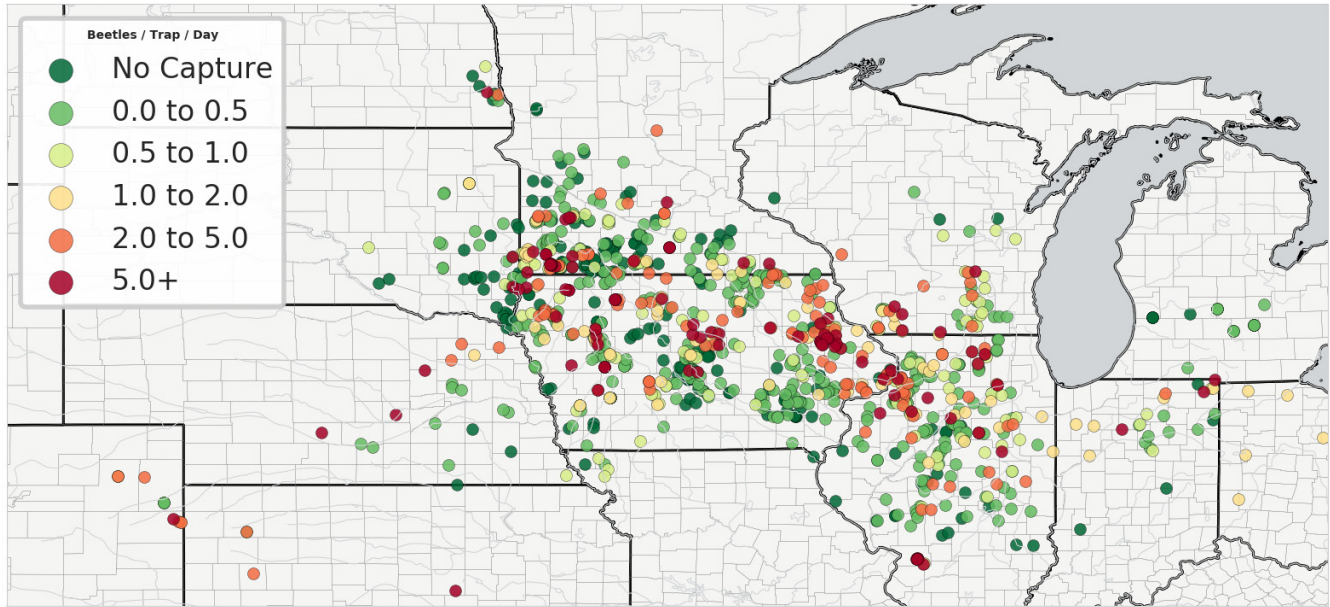 Beetles / Trap / Day
No Capture
0.0 to 0.5
0.5 to 1.0
1.0 to 2.0
2.0 to 5.0
5.0+